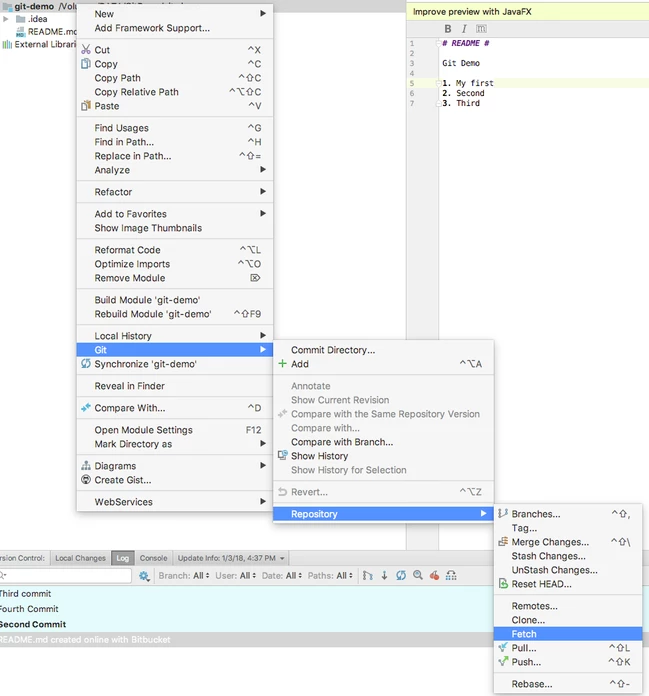 git-demo /Volu
.idea
README.md
External Librari
New
Add Framework Support...
Cut ^X
Copy ^C
Copy Path ^⇧C
Copy Relative Path ^⌥⇧C
Paste ^V
Find Usages ^G
Find in Path... ^H
Replace in Path... ^⇧=
Analyze
Refactor
Add to Favorites
Show Image Thumbnails
Reformat Code ^⌥L
Optimize Imports ^⌥O
Remove Module ⌦
Build Module 'git-demo'
Rebuild Module 'git-demo' ^⇧F9
Local History
Git
Synchronize 'git-demo'
Reveal in Finder
Compare With... ^D
Open Module Settings F12
Mark Directory as
Diagrams
Create Gist...
WebServices
Commit Directory...
Add ^⌥A
Annotate
Show Current Revision
Compare with the Same Repository Version
Compare with...
Compare with Branch...
Show History
Show History for Selection
Revert... ^⌥Z
Repository
Branches... ^⇧,
Tag...
Merge Changes... ^⇧\
Stash Changes...
UnStash Changes...
Reset HEAD...
Remotes...
Clone...
Fetch
Pull... ^⇧L
Push... ^⇧K
Rebase... ^⇧-
Improve preview with JavaFX
B I m
1 # README #
2
3 Git Demo
4
5 1. My first
6 2. Second
7 3. Third
ersion Control: Local Changes Log Console Update Info: 1/3/18, 4:37 PM
Branch: All User: All Date: All Paths: All
Third commit
Fourth Commit
Second Commit
README.md created online with Bitbucket